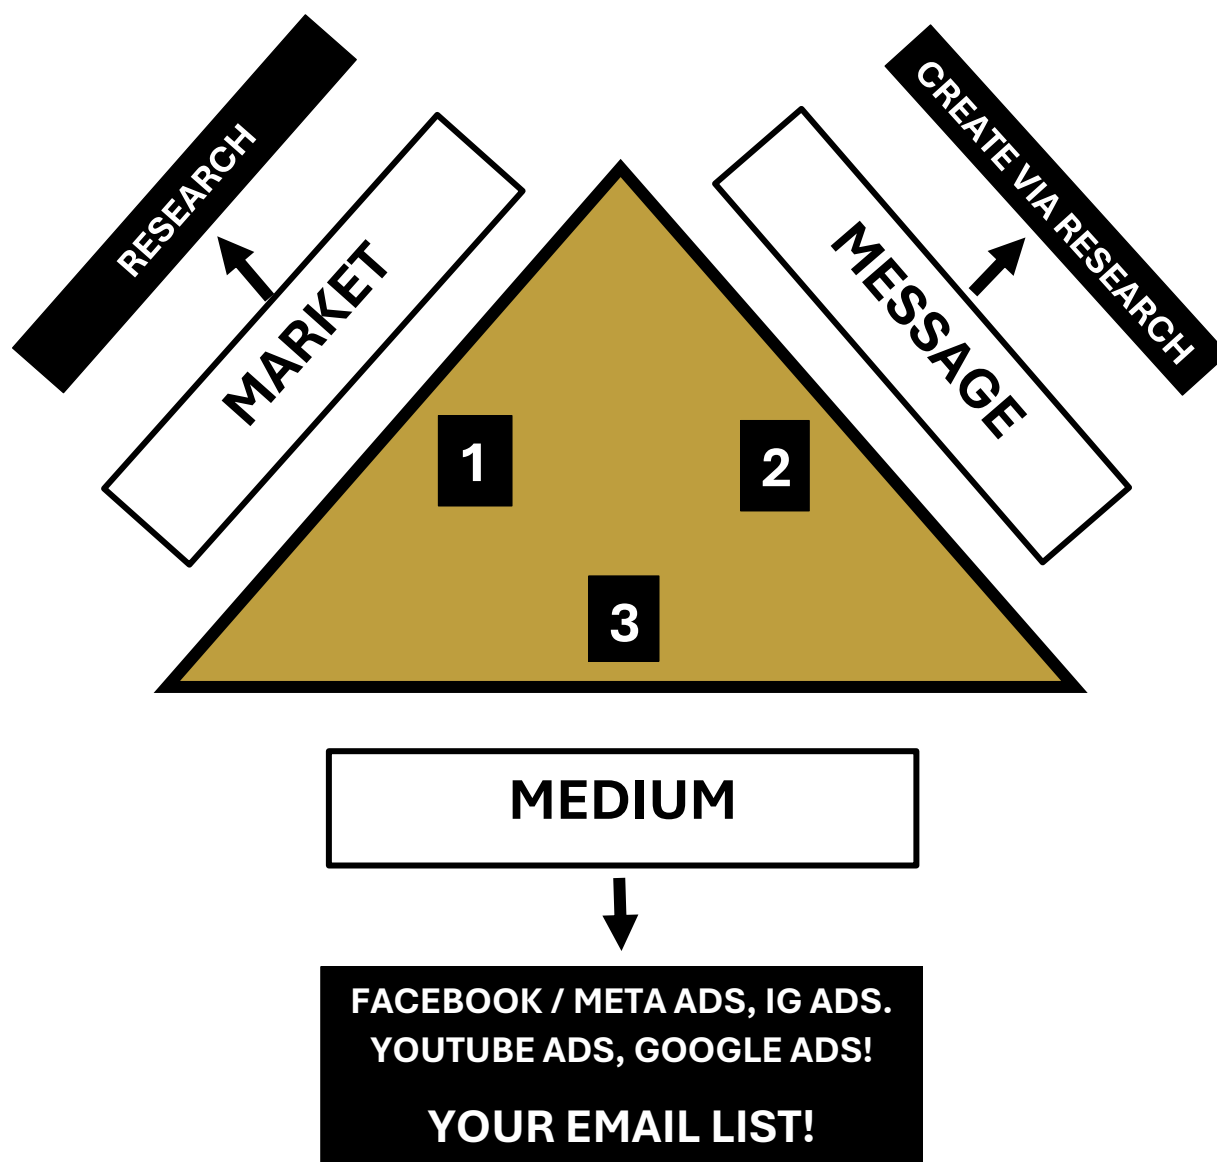 RESEARCH
MARKET
CREATE VIA RESEARCH
MESSAGE
1
2
3
MEDIUM
FACEBOOK / META ADS, IG ADS.
YOUTUBE ADS, GOOGLE ADS!
YOUR EMAIL LIST!